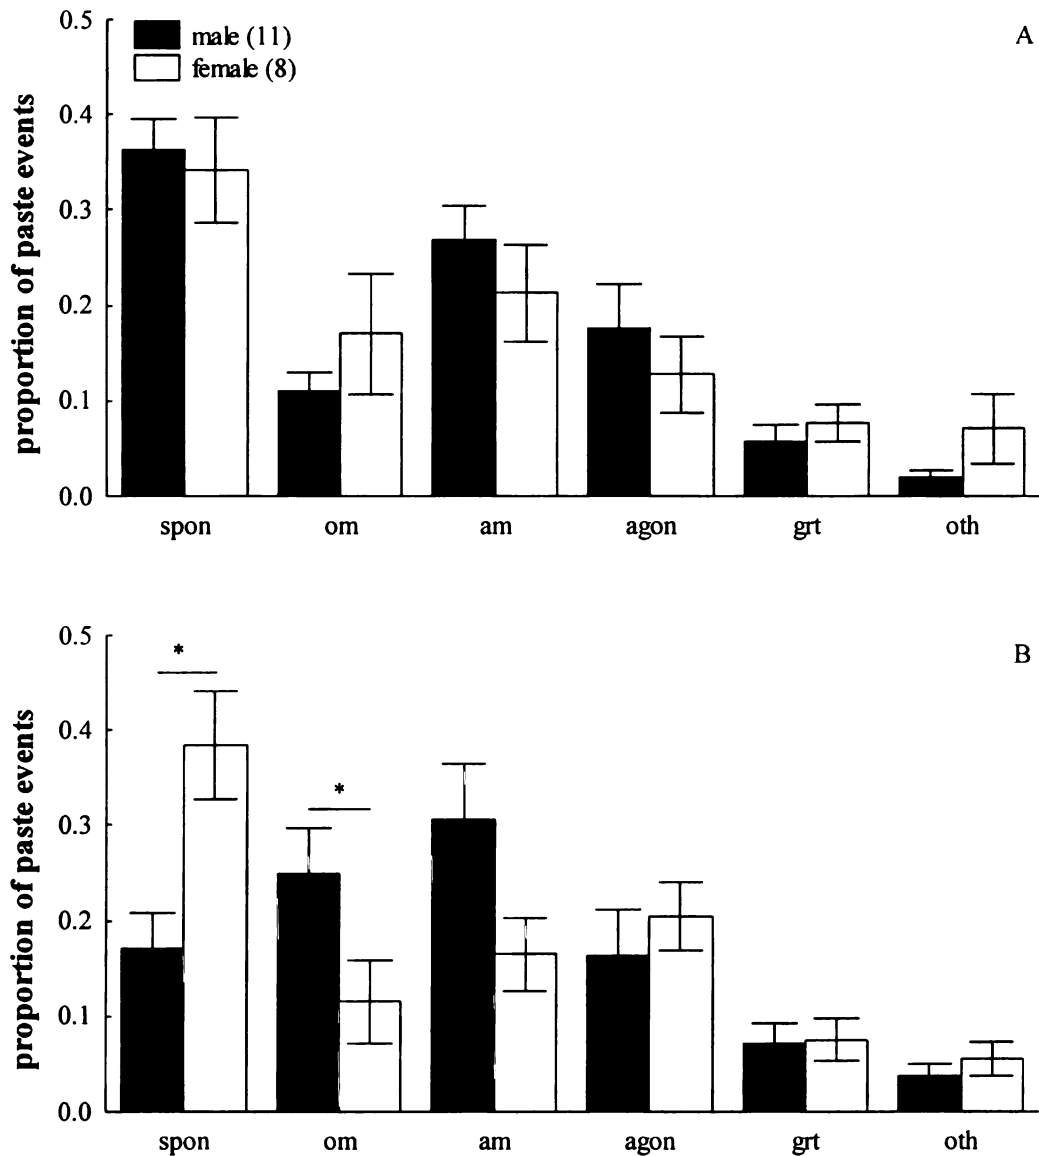 0.5
male (11)
A
female (8)
0.4
0.3
0.2
0.1
0.0
proportion of paste events
spon om am agon grt oth
0.5
*
B
0.4
*
0.3
0.2
0.1
0.0
proportion of paste events
spon om am agon grt oth